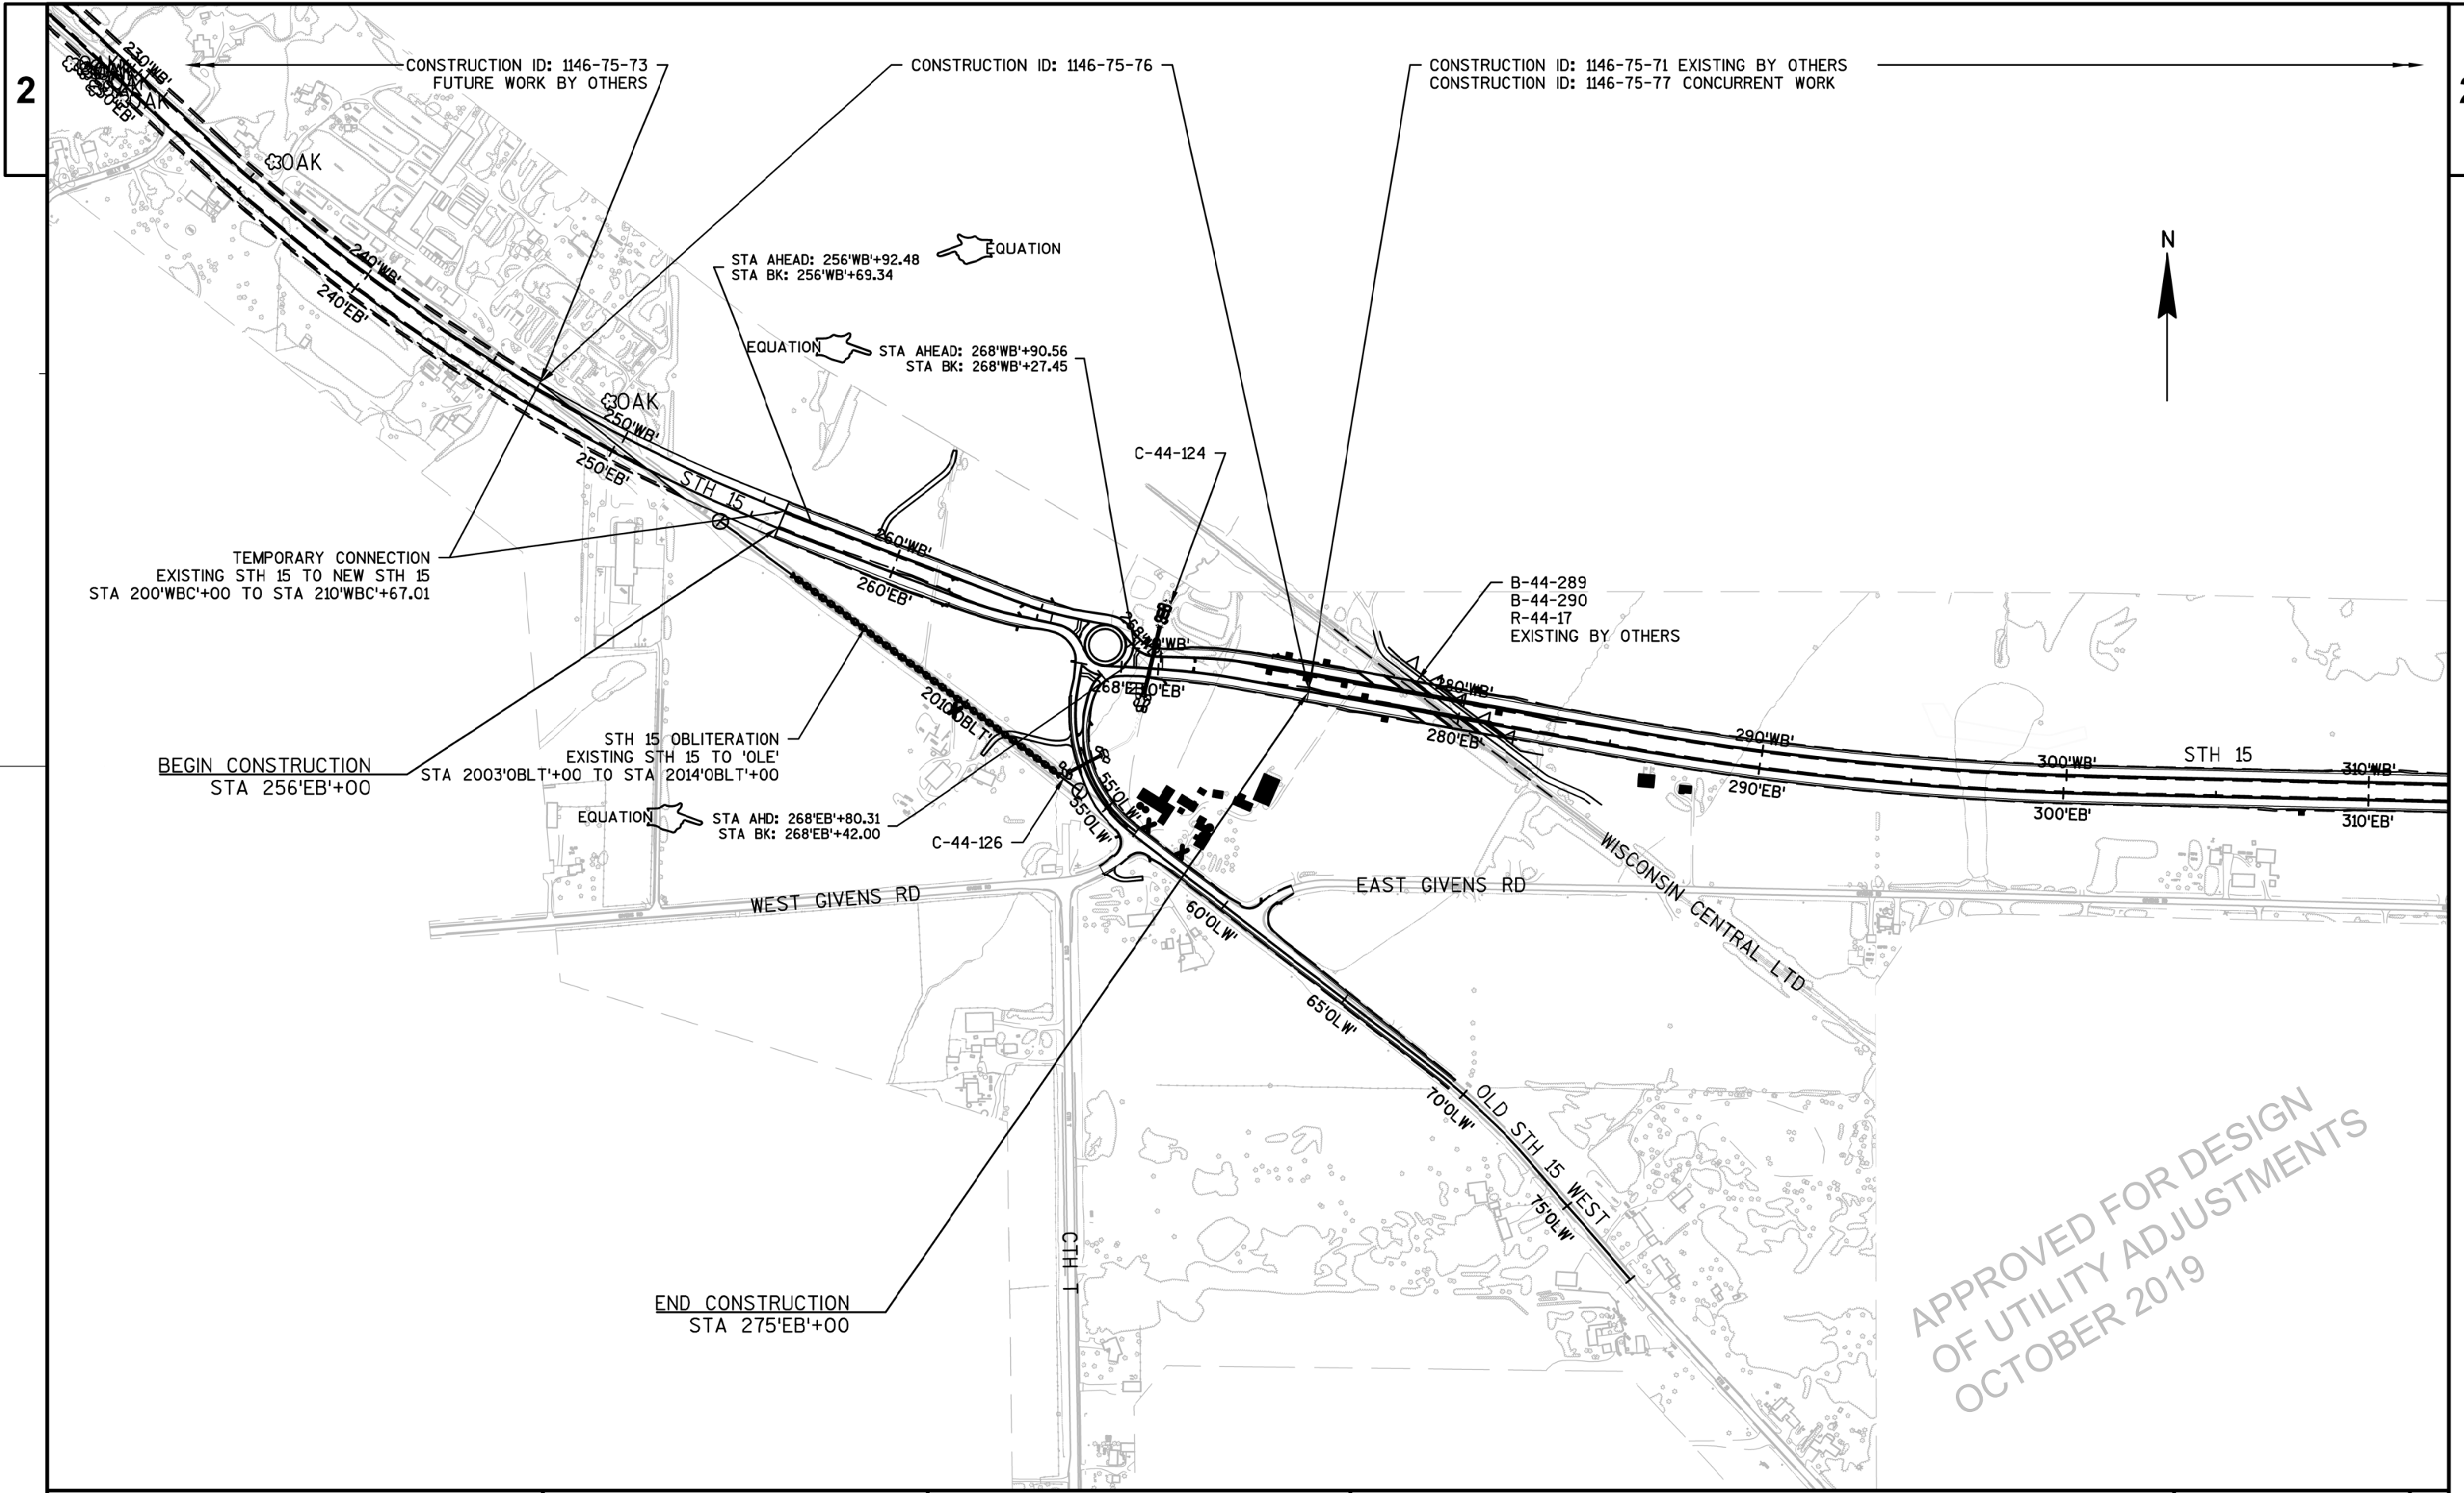 2
CONSTRUCTION ID: 1146-75-73
FUTURE WORK BY OTHERS
CONSTRUCTION ID: 1146-75-76
CONSTRUCTION ID: 1146-75-71 EXISTING BY OTHERS
CONSTRUCTION ID: 1146-75-77 CONCURRENT WORK
230'WB'
OAK
230'EB'
OAK
N
STA AHEAD: 256'WB'+92.48
STA BK: 256'WB'+69.34
EQUATION
240'WB'
240'EB'
EQUATION
STA AHEAD: 268'WB'+90.56
STA BK: 268'WB'+27.45
OAK
250'WB'
250'EB'
C-44-124
STH 15
TEMPORARY CONNECTION
EXISTING STH 15 TO NEW STH 15
STA 200'WBC'+00 TO STA 210'WBC'+67.01
260'WB'
260'EB'
B-44-289
B-44-290
R-44-17
EXISTING BY OTHERS
268'WB'
268'EB'
280'WB'
280'EB'
2010'OBLT'
STH 15 OBLITERATION
EXISTING STH 15 TO 'OLE'
STA 2003'OBLT'+00 TO STA 2014'OBLT'+00
BEGIN CONSTRUCTION
STA 256'EB'+00
290'WB'
290'EB'
300'WB'
300'EB'
STH 15
310'WB'
310'EB'
EQUATION
STA AHD: 268'EB'+80.31
STA BK: 268'EB'+42.00
C-44-126
55'OLW'
55'OLW'
WEST GIVENS RD
EAST GIVENS RD
WISCONSIN CENTRAL LTD
60'OLW'
65'OLW'
70'OLW'
OLD STH 15 WEST
75'OLW'
CTH T
END CONSTRUCTION
STA 275'EB'+00
APPROVED FOR DESIGN
OF UTILITY ADJUSTMENTS
OCTOBER 2019